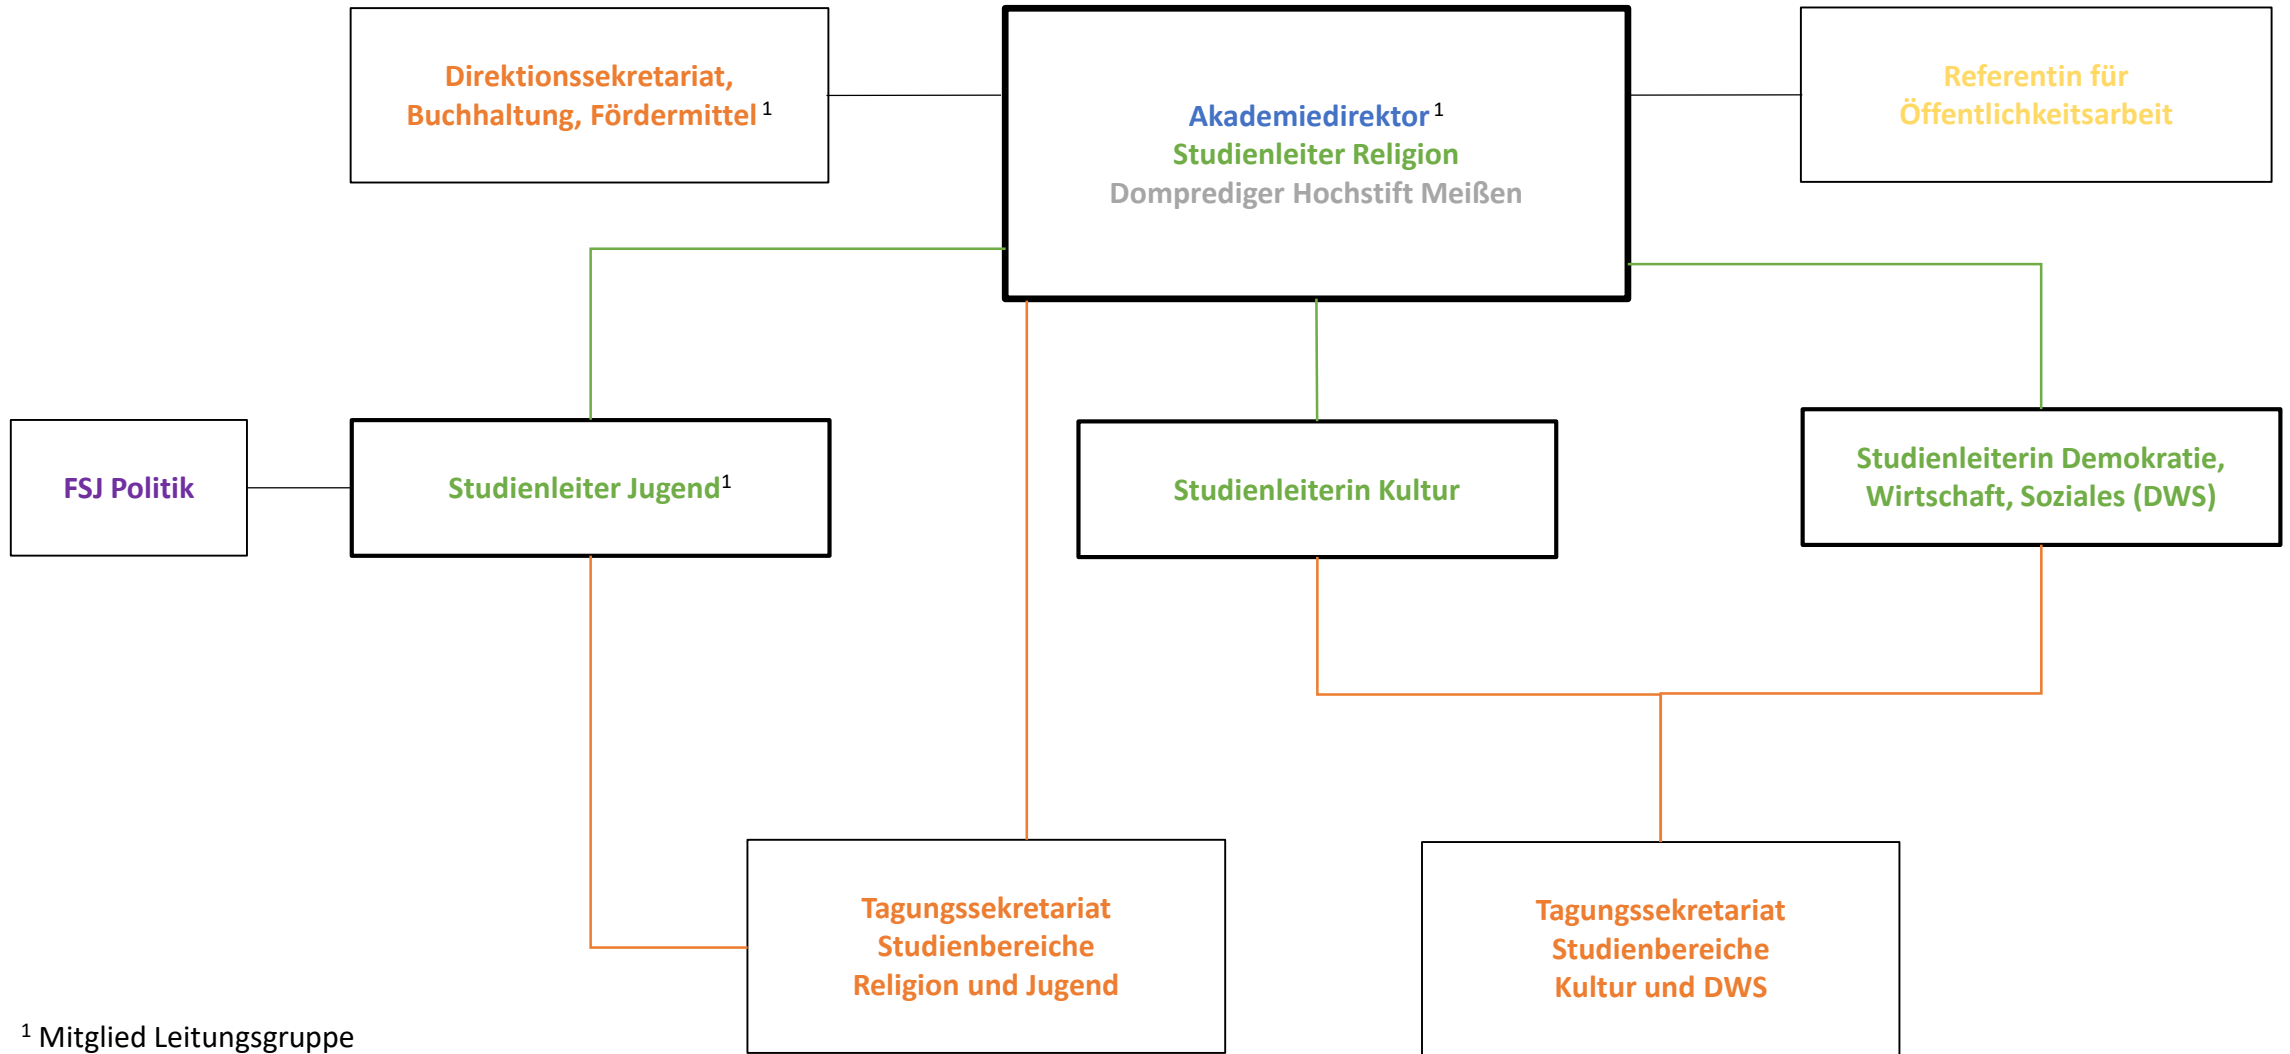 Direktionssekretariat,
Buchhaltung, Fördermittel ¹
Akademiedirektor ¹
Studienleiter Religion
Domprediger Hochstift Meißen
Referentin für
Öffentlichkeitsarbeit
FSJ Politik
Studienleiter Jugend¹
Studienleiterin Kultur
Studienleiterin Demokratie,
Wirtschaft, Soziales (DWS)
Tagungssekretariat
Studienbereiche
Religion und Jugend
Tagungssekretariat
Studienbereiche
Kultur und DWS
¹ Mitglied Leitungsgruppe